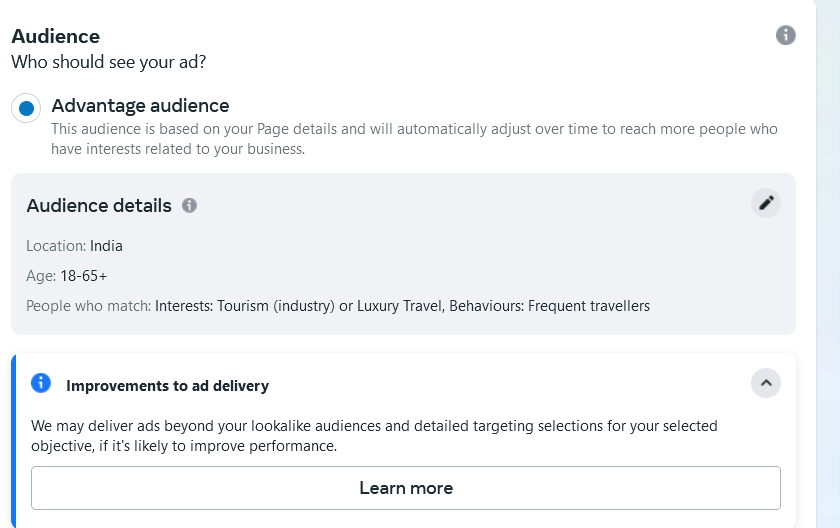 Audience
Who should see your ad?
Advantage audience
This audience is based on your Page details and will automatically adjust over time to reach more people who
have interests related to your business.
Audience details
Location: India
Age: 18-65+
People who match: Interests: Tourism (industry) or Luxury Travel, Behaviours: Frequent travellers
Improvements to ad delivery
We may deliver ads beyond your lookalike audiences and detailed targeting selections for your selected
objective, if it's likely to improve performance.
Learn more